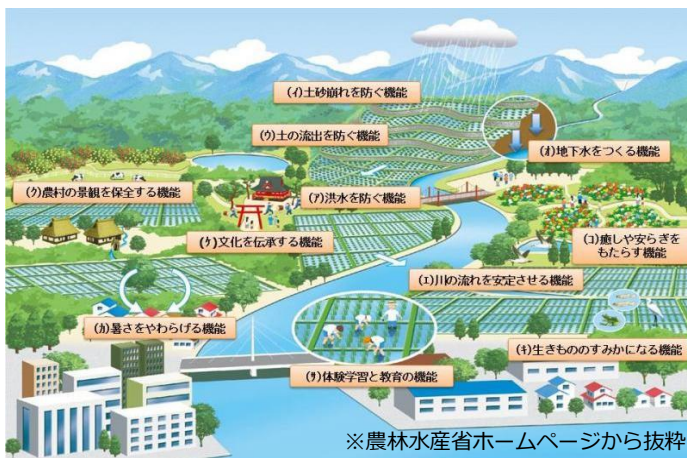 (イ)土砂崩れを防ぐ機能
(ウ)土の流出を防ぐ機能
(オ)地下水をつくる機能
(ク)農村の景観を保全する機能
(ア)洪水を防ぐ機能
(ケ)文化を伝承する機能
(コ)癒しや安らぎを
もたらす機能
(エ)川の流れを安定させる機能
(カ)暑さをやわらげる機能
(キ)生きもののすみかになる機能
(サ)体験学習と教育の機能
※農林水産省ホームページから抜粋